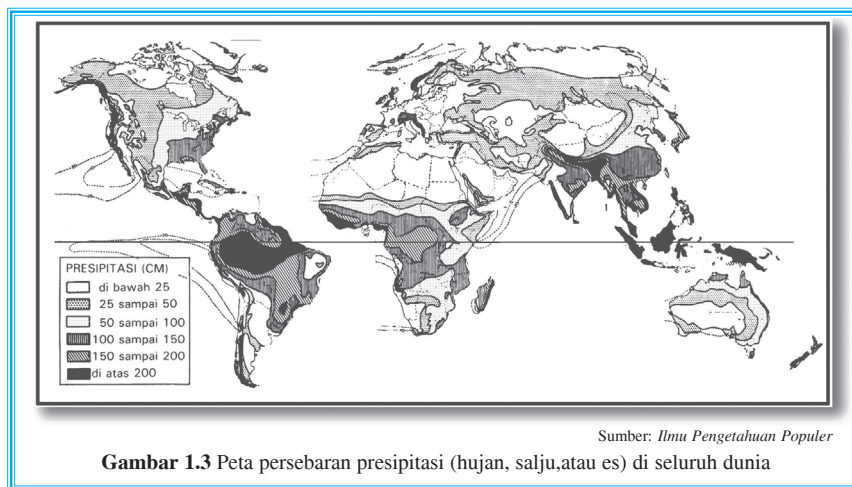 PRESIPITASI (CM)
di bawah 25
25 sampai 50
50 sampai 100
100 sampai 150
150 sampai 200
di atas 200
Sumber: Ilmu Pengetahuan Populer
Gambar 1.3 Peta persebaran presipitasi (hujan, salju,atau es) di seluruh dunia